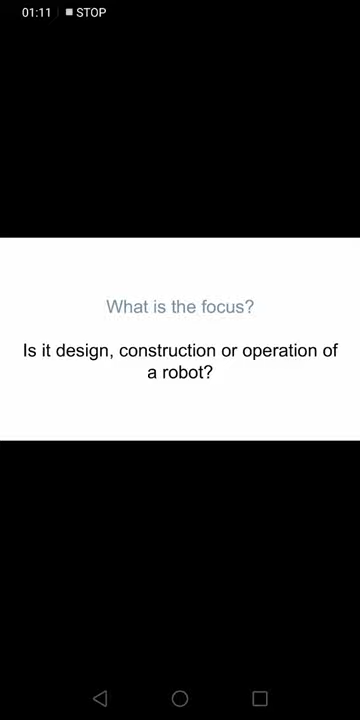 01:11 STOP
What is the focus?
Is it design, construction or operation of
a robot?